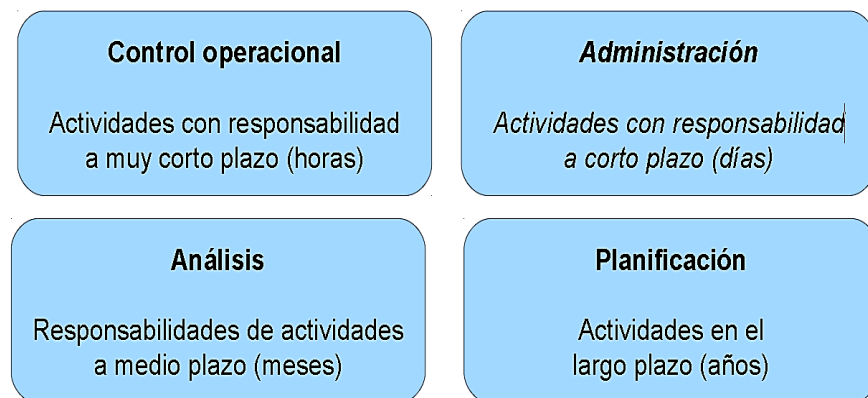 Control operacional
Actividades con responsabilidad
a muy corto plazo (horas)
Administración
Actividades con responsabilidad
a corto plazo (días)
Análisis
Responsabilidades de actividades
a medio plazo (meses)
Planificación
Actividades en el
largo plazo (años)